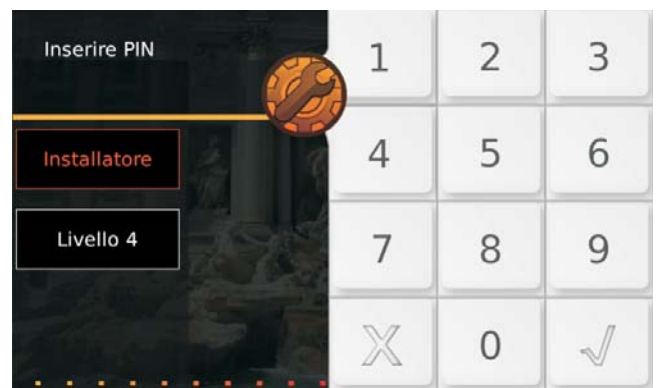 Inserire PIN
1 2 3
Installatore
4 5 6
Livello 4
7 8 9
X 0 √